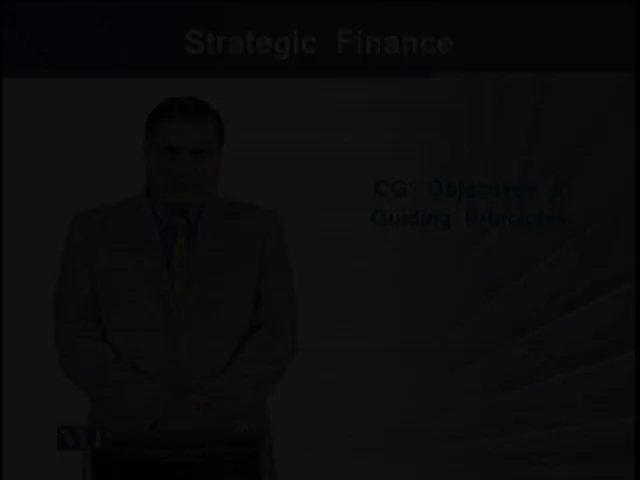 Strategic Finance
CG: Objectives &
Guiding Principles